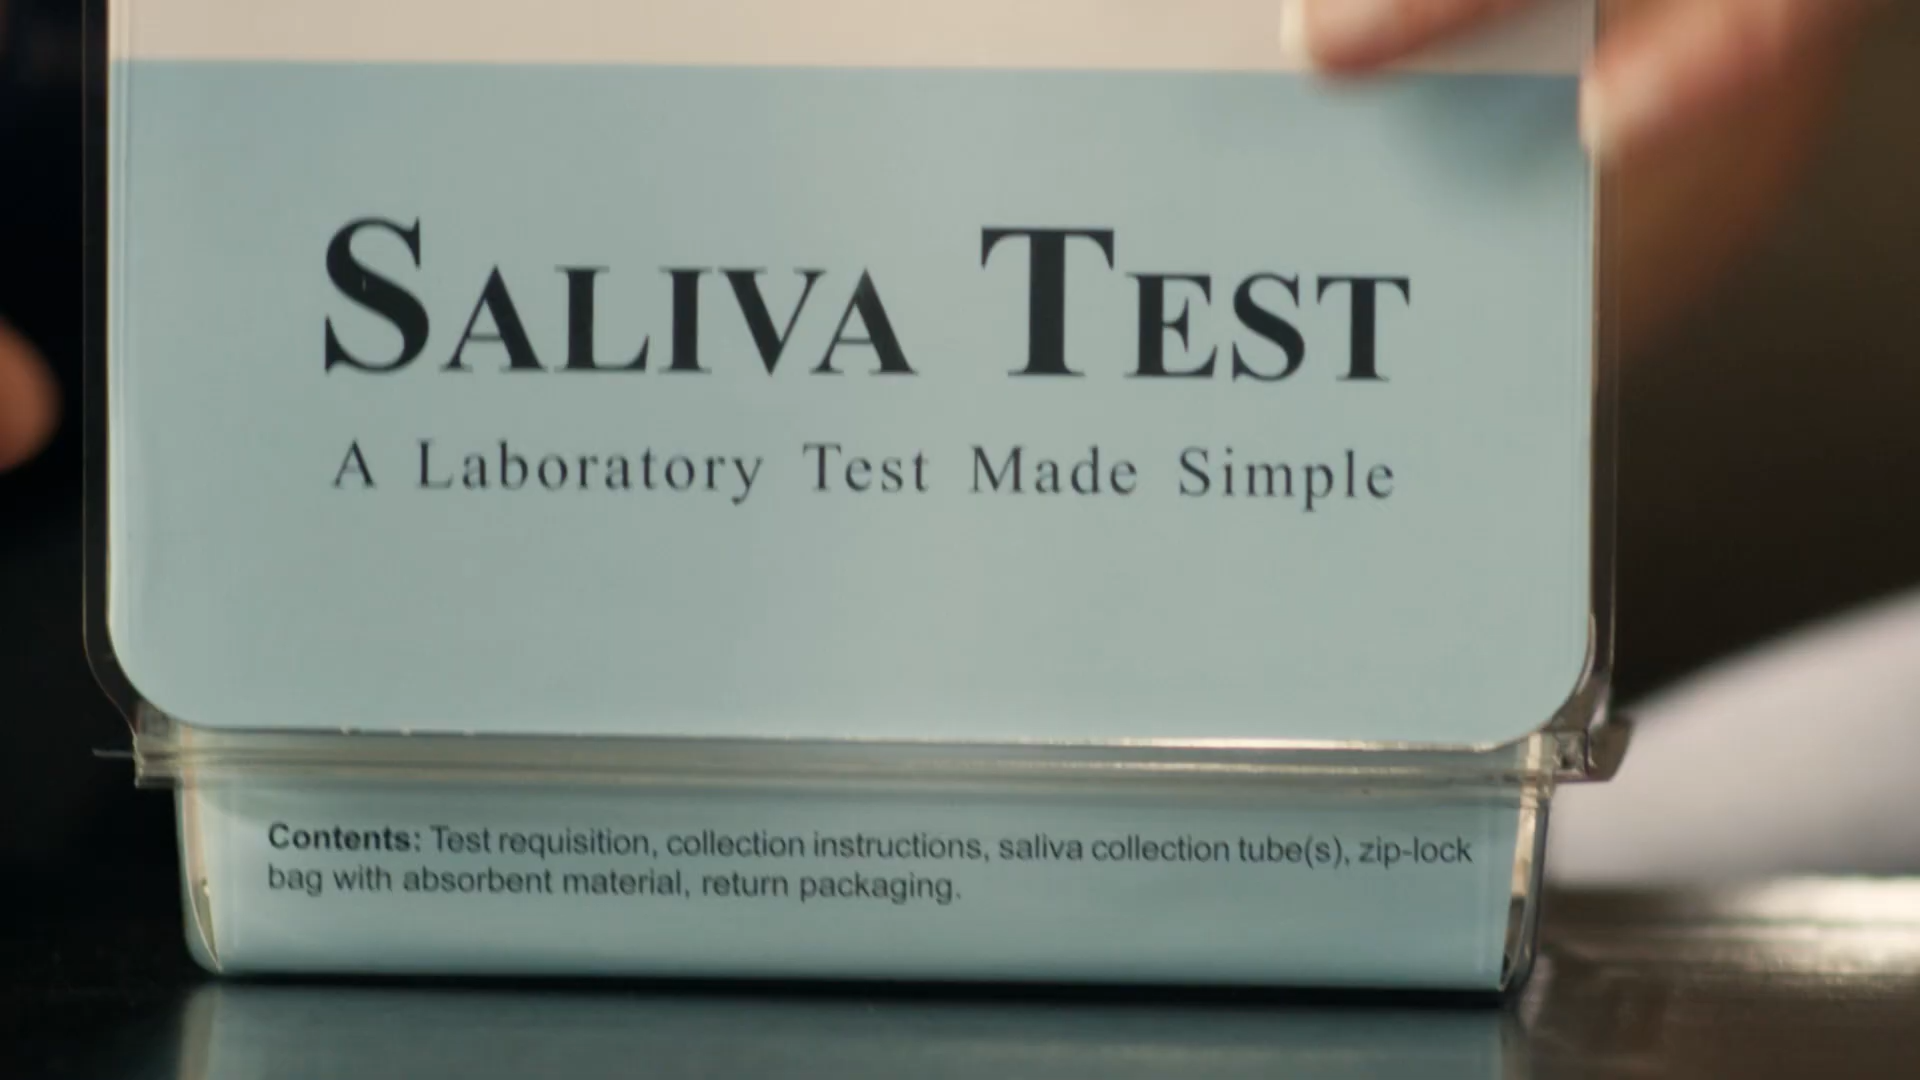 SALIVA TEST
A Laboratory Test Made Simple
Contents: Test requisition, collection instructions, saliva collection tube(s), zip-lock
bag with absorbent material, return packaging.